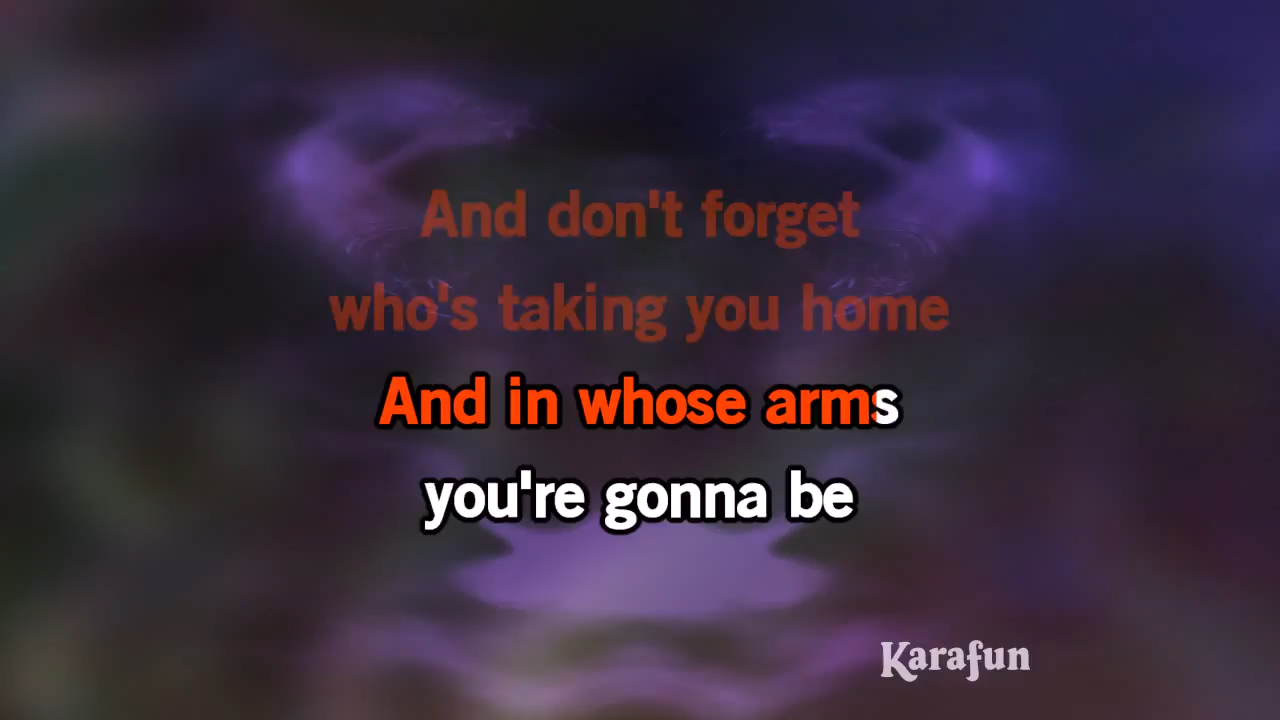 And don't forget
who's taking you home
And in whose arms
you're gonna be
Karafun